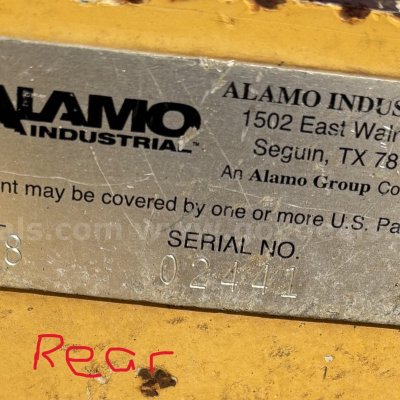 ALAMO
INDUSTRIAL™
ALAMO INDUS
1502 East Wal
Seguin, TX 78
An Alamo Group Co
nt may be covered by one or more U.S. Pa
SERIAL NO.
8
02441
Rear